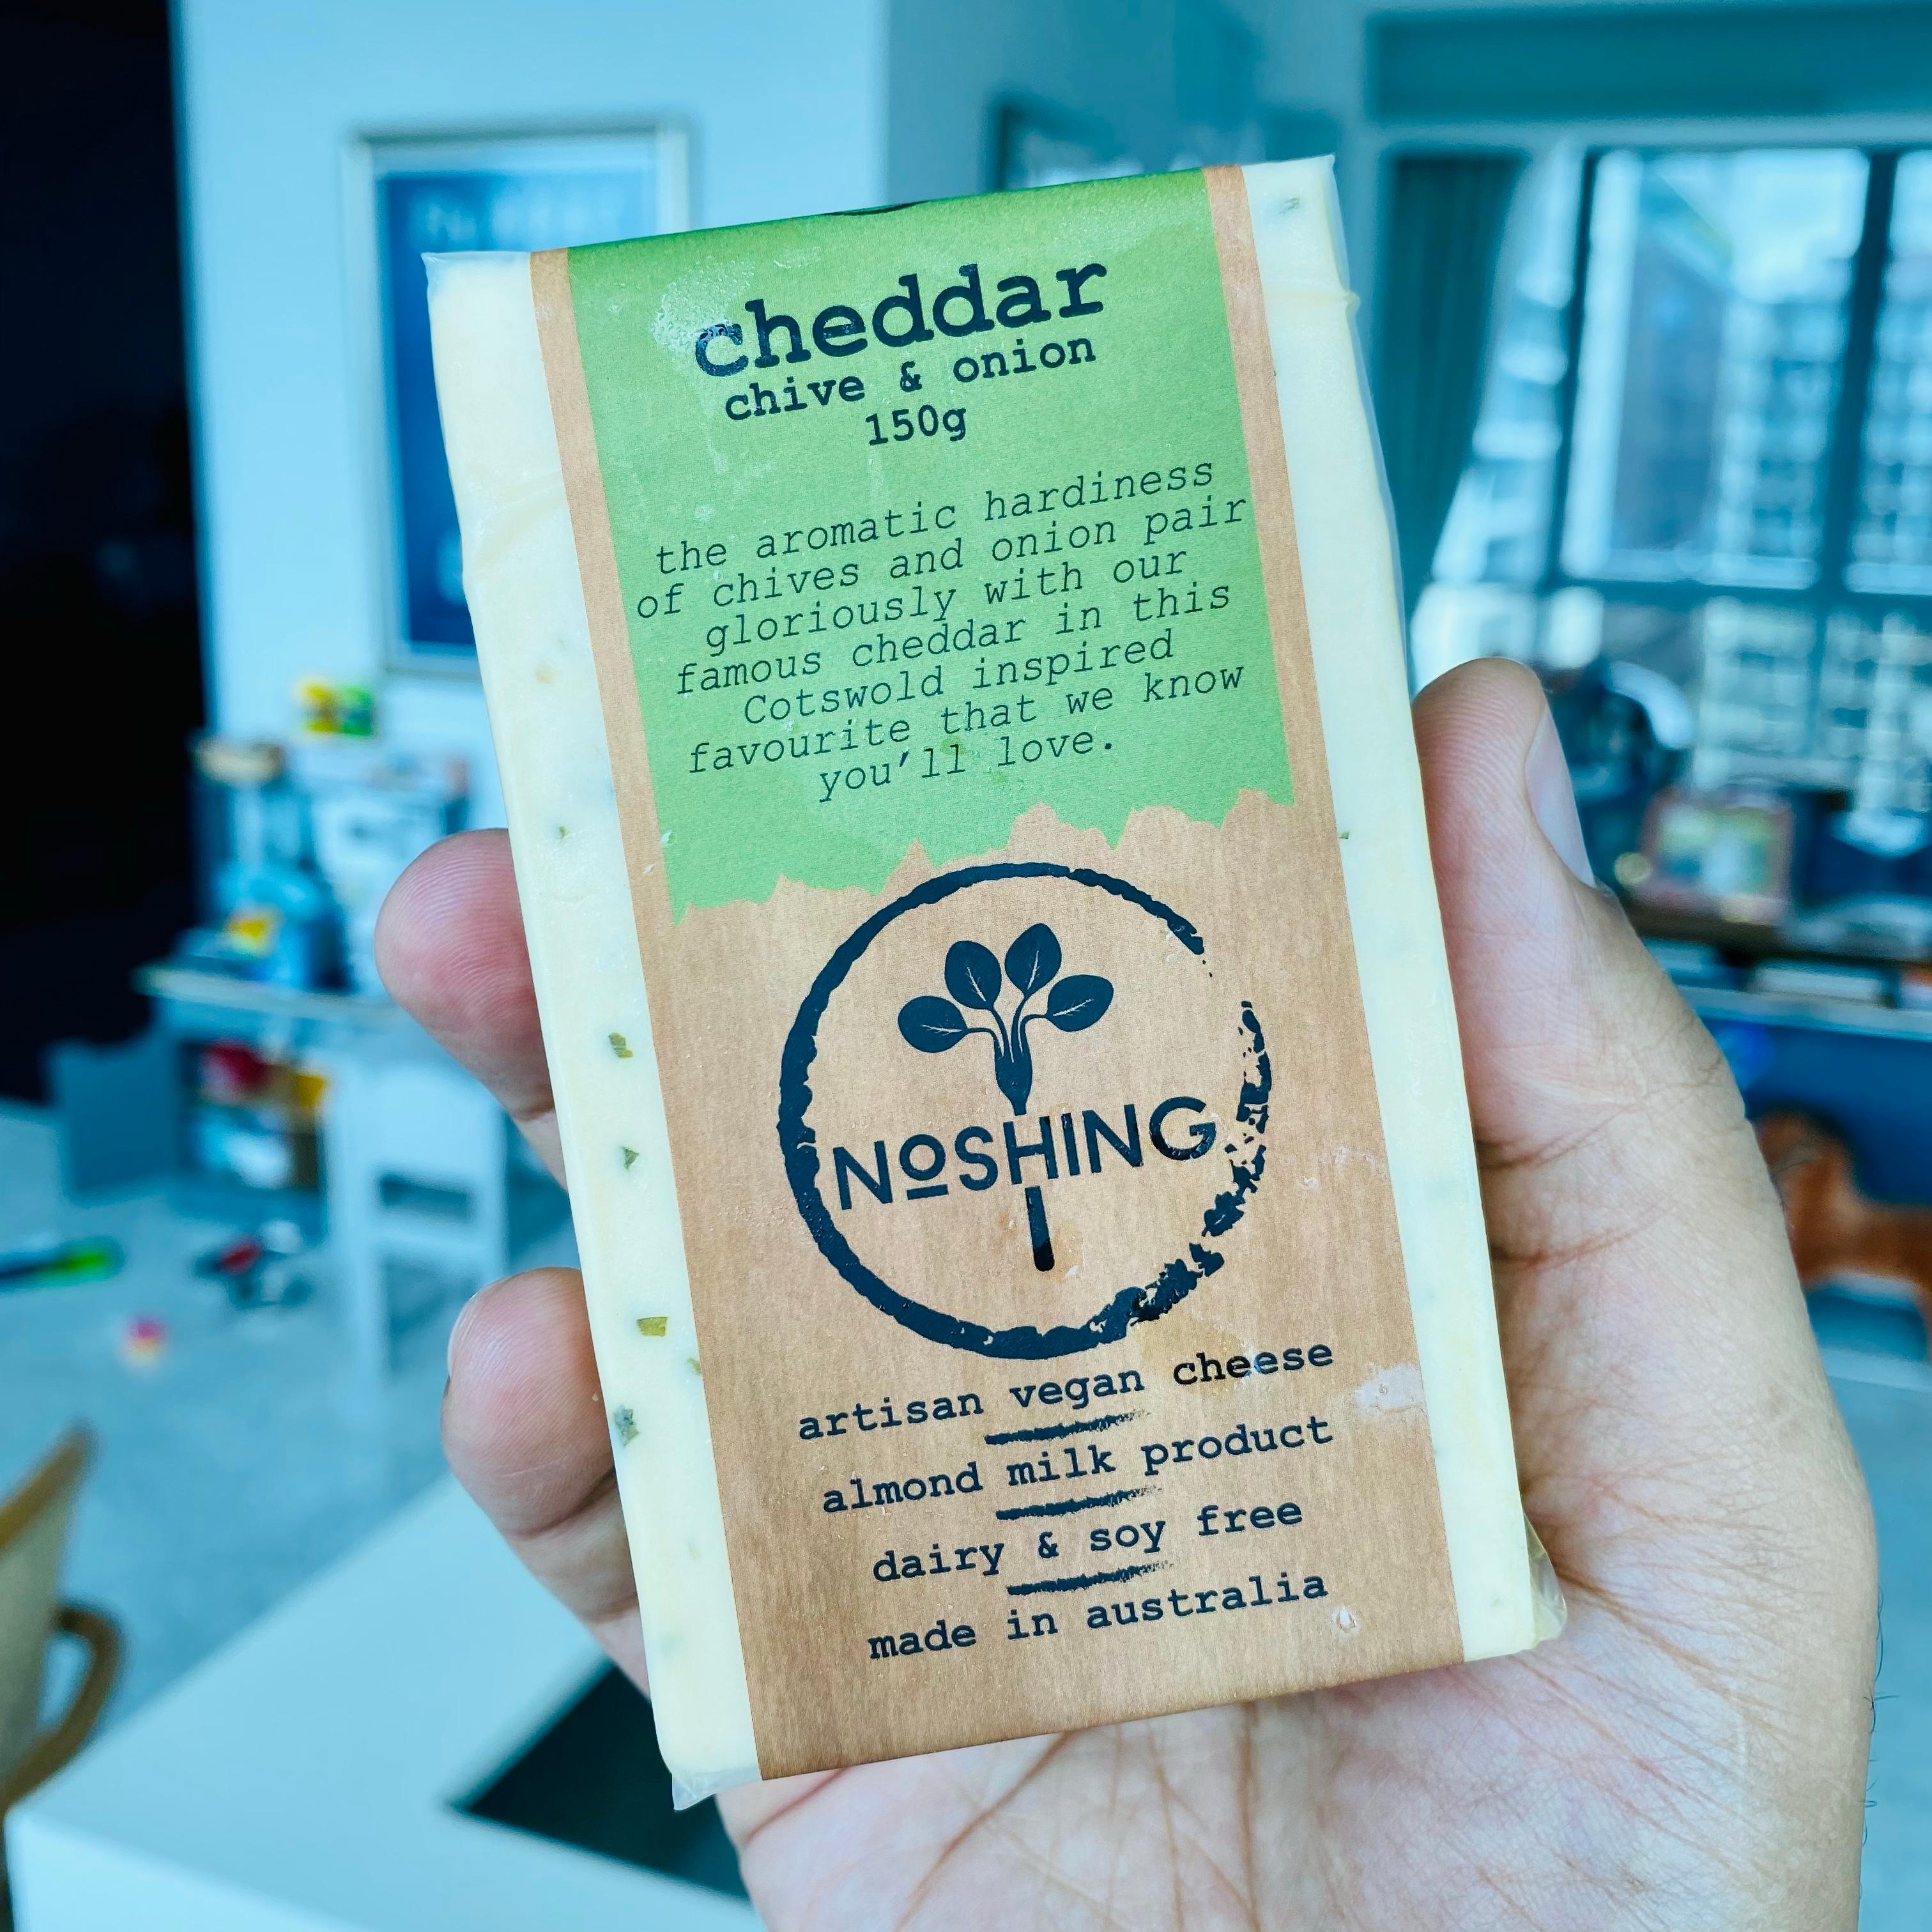 cheddar
chive & onion
150g
the aromatic hardiness
of chives and onion pair
gloriously with our
famous cheddar in this
Cotswold inspired
favourite that we know
you'll love.
NOSHING
artisan vegan cheese
almond milk product
dairy & soy free
made in australia